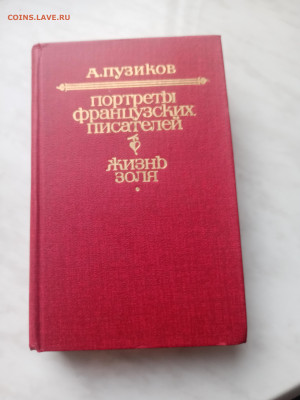 COINS.LAVE.RU
А.ПУЗИКОВ
ПОРТРЕТЫ
ФРАНЦУЗСКИХ
ПИСАТЕЛЕЙ
ЖИЗНЬ
ЗОЛЯ